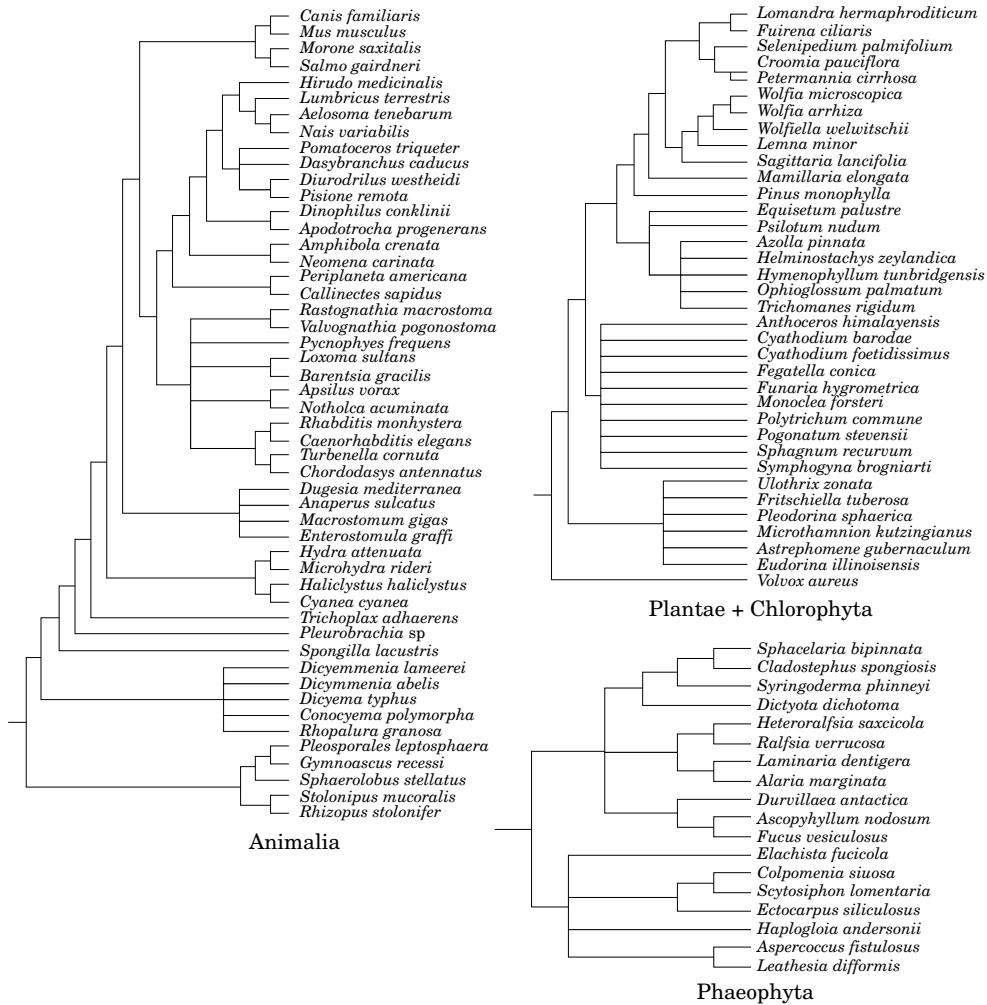 Canis familiaris
Mus musculus
Morone saxitalis
Salmo gairdneri
Hirudo medicinalis
Lumbricus terrestris
Aelosoma tenebarum
Nais variabilis
Pomatoceros triqueter
Dasybranchus caducus
Diurodrilus westheidi
Pisione remota
Dinophilus conklinii
Apodotrocha progenerans
Amphibola crenata
Neomena carinata
Periplaneta americana
Callinectes sapidus
Rastognathia macrostoma
Valvognathia pogonostoma
Pycnophyes frequens
Loxoma sultans
Barentsia gracilis
Apsilus vorax
Notholca acuminata
Rhabditis monhystera
Caenorhabditis elegans
Turbenella cornuta
Chordodasys antennatus
Dugesia mediterranea
Anaperus sulcatus
Macrostomum gigas
Enterostomula graffi
Hydra attenuata
Microhydra rideri
Haliclystus haliclystus
Cyanea cyanea
Trichoplax adhaerens
Pleurobrachia sp
Spongilla lacustris
Dicyemmenia lameerei
Dicymmenia abelis
Dicyema typhus
Conocyema polymorpha
Rhopalura granosa
Pleosporales leptosphaera
Gymnoascus recessi
Sphaerolobus stellatus
Stolonipus mucoralis
Rhizopus stolonifer
Animalia
Lomandra hermaphroditicum
Fuirena ciliaris
Selenipedium palmifolium
Croomia pauciflora
Petermannia cirrhosa
Wolfia microscopica
Wolfia arrhiza
Wolfiella welwitschii
Lemna minor
Sagittaria lancifolia
Mamillaria elongata
Pinus monophylla
Equisetum palustre
Psilotum nudum
Azolla pinnata
Helminostachys zeylandica
Hymenophyllum tunbridgensis
Ophioglossum palmatum
Trichomanes rigidum
Anthoceros himalayensis
Cyathodium barodae
Cyathodium foetidissimus
Fegatella conica
Funaria hygrometrica
Monoclea forsteri
Polytrichum commune
Pogonatum stevensii
Sphagnum recurvum
Symphogyna brogniarti
Ulothrix zonata
Fritschiella tuberosa
Pleodorina sphaerica
Microthamnion kutzingianus
Astrephomene gubernaculum
Eudorina illinoisensis
Volvox aureus
Plantae + Chlorophyta
Sphacelaria bipinnata
Cladostephus spongiosis
Syringoderma phinneyi
Dictyota dichotoma
Heteroralfsia saxcicola
Ralfsia verrucosa
Laminaria dentigera
Alaria marginata
Durvillaea antactica
Ascopyhyllum nodosum
Fucus vesiculosus
Elachista fucicola
Colpomenia siuosa
Scytosiphon lomentaria
Ectocarpus siliculosus
Haplogloia andersonii
Aspercoccus fistulosus
Leathesia difformis
Phaeophyta